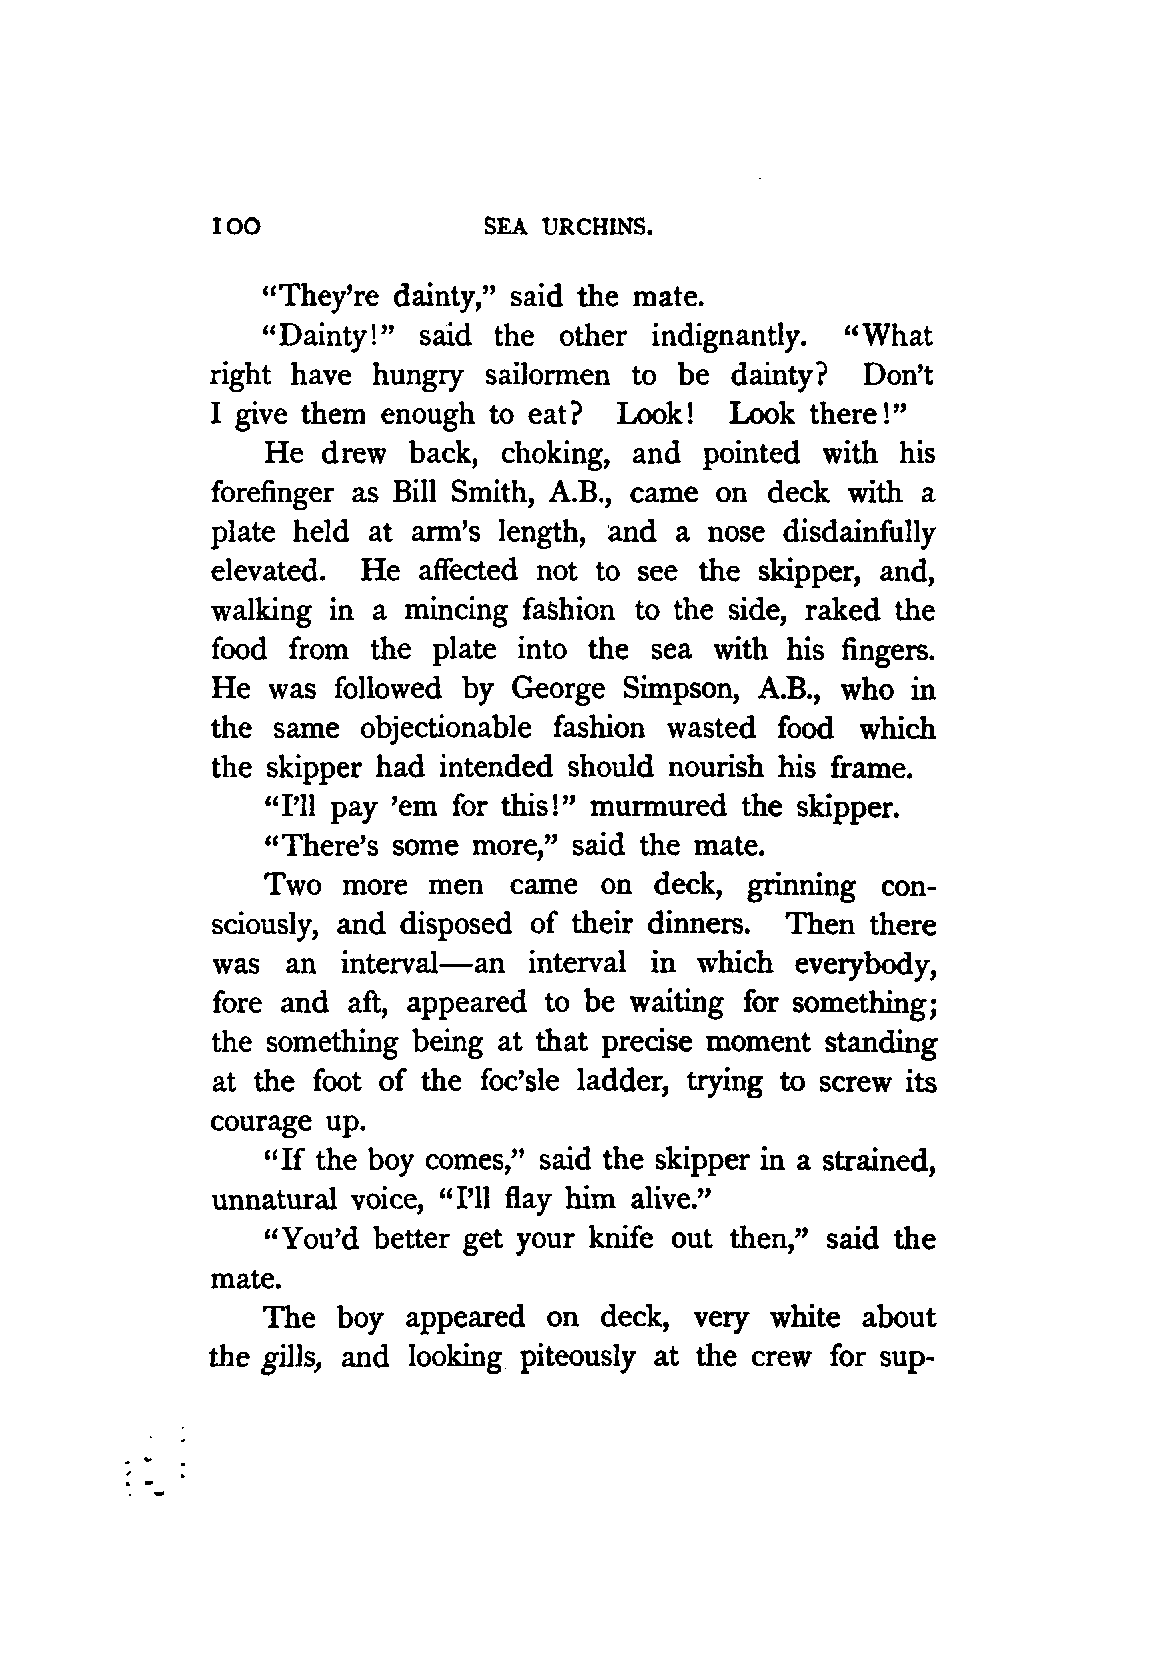 100 SEA URCHINS.
“They’re dainty,” said the mate.
“Dainty!” said the other indignantly. “What
right have hungry sailormen to be dainty? Don’t
I give them enough to eat? Look! Look there!”
He drew back, choking, and pointed with his
forefinger as Bill Smith, A.B., came on deck with a
plate held at arm’s length, and a nose disdainfully
elevated. He affected not to see the skipper, and,
walking in a mincing fashion to the side, raked the
food from the plate into the sea with his fingers.
He was followed by George Simpson, A.B., who in
the same objectionable fashion wasted food which
the skipper had intended should nourish his frame.
“I’ll pay ’em for this!” murmured the skipper.
“There’s some more,” said the mate.
Two more men came on deck, grinning con-
sciously, and disposed of their dinners. Then there
was an interval—an interval in which everybody,
fore and aft, appeared to be waiting for something;
the something being at that precise moment standing
at the foot of the foc’sle ladder, trying to screw its
courage up.
“If the boy comes,” said the skipper in a strained,
unnatural voice, “I’ll flay him alive.”
“You’d better get your knife out then,” said the
mate.
The boy appeared on deck, very white about
the gills, and looking piteously at the crew for sup-